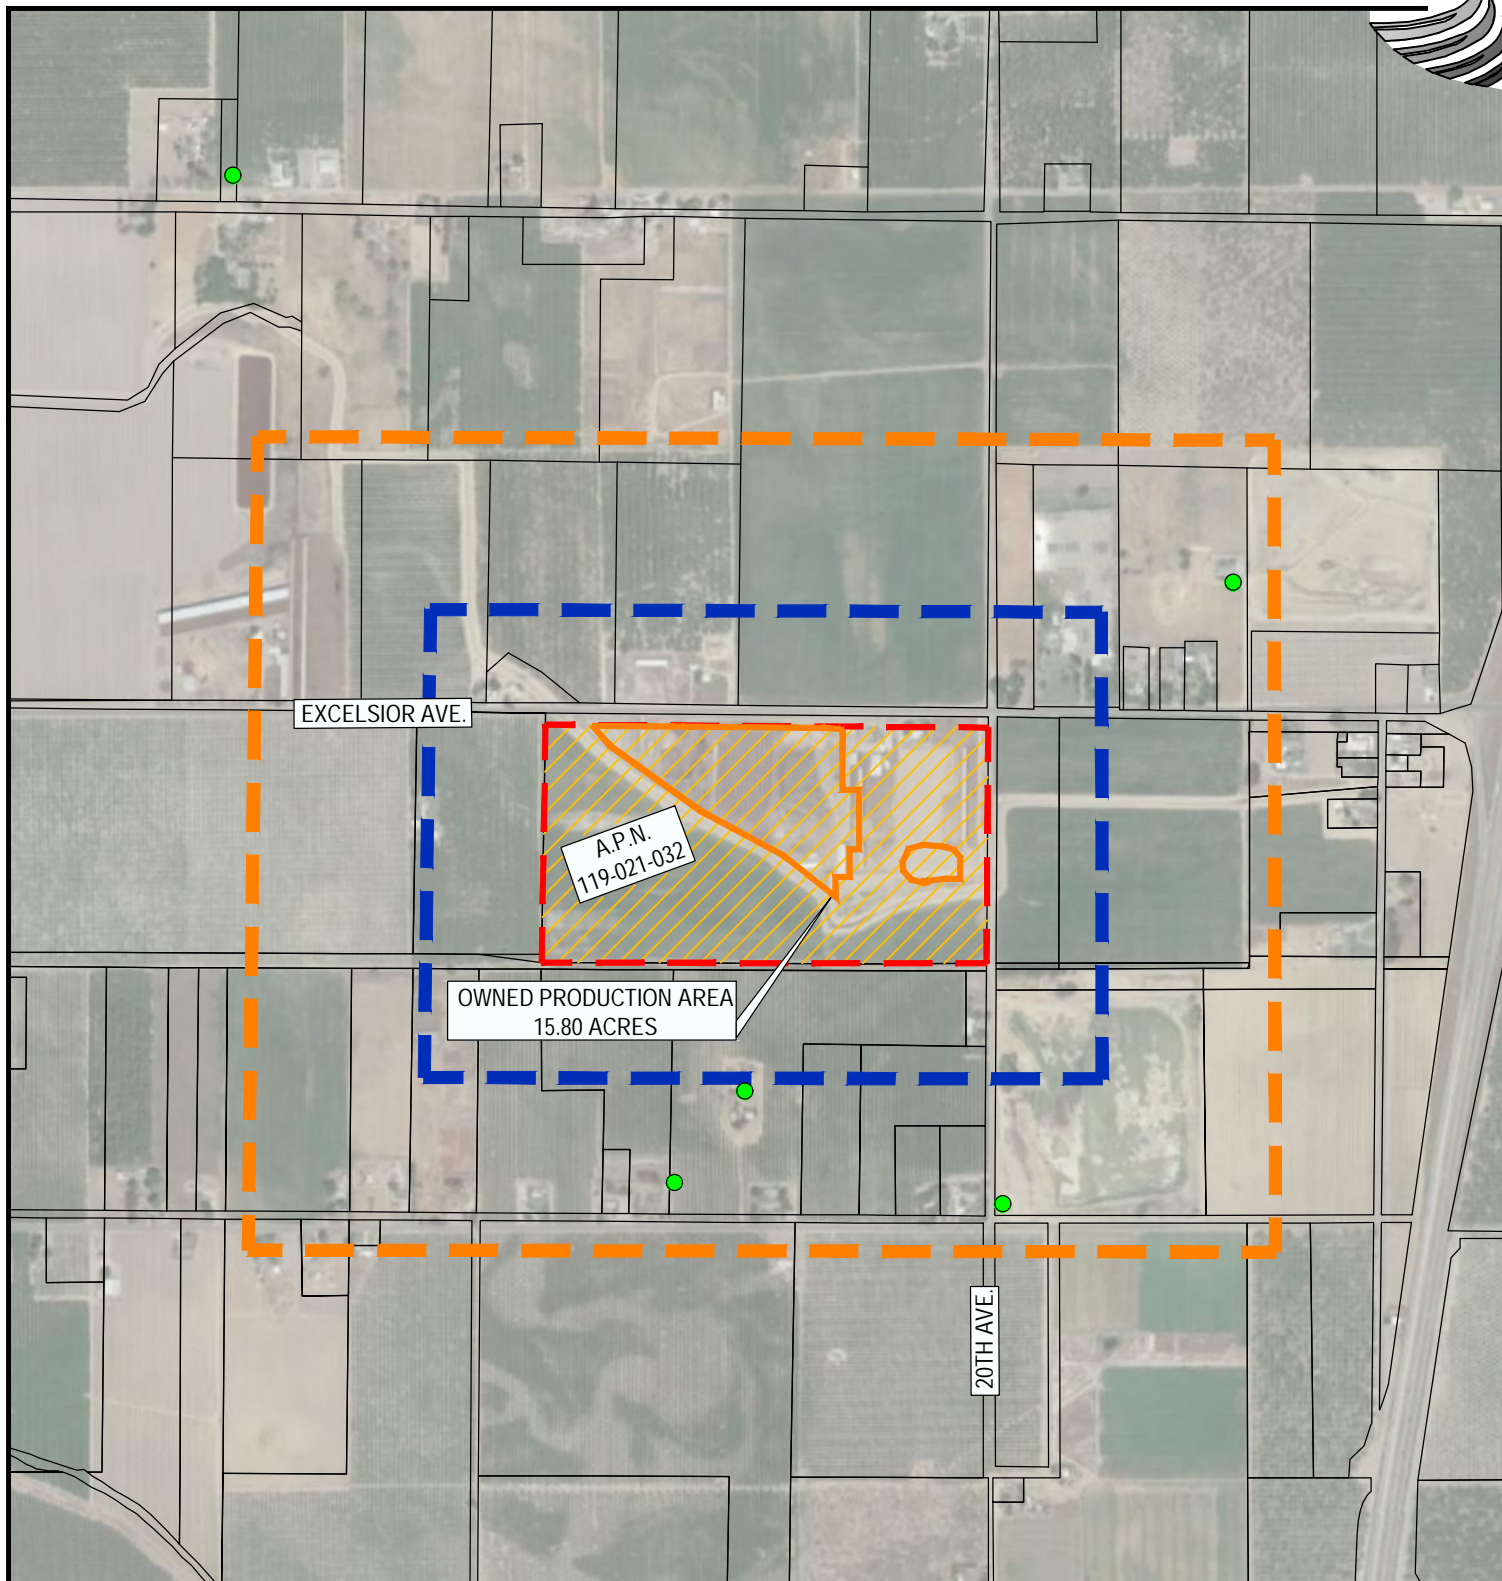 EXCELSIOR AVE.
A.P.N.
119-021-032
OWNED PRODUCTION AREA
15.80 ACRES
20TH AVE.